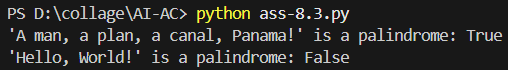 PS D:\collage\AI-AC> python ass-8.3.py
'A man, a plan, a canal, Panama!' is a palindrome: True
'Hello, World!' is a palindrome: False